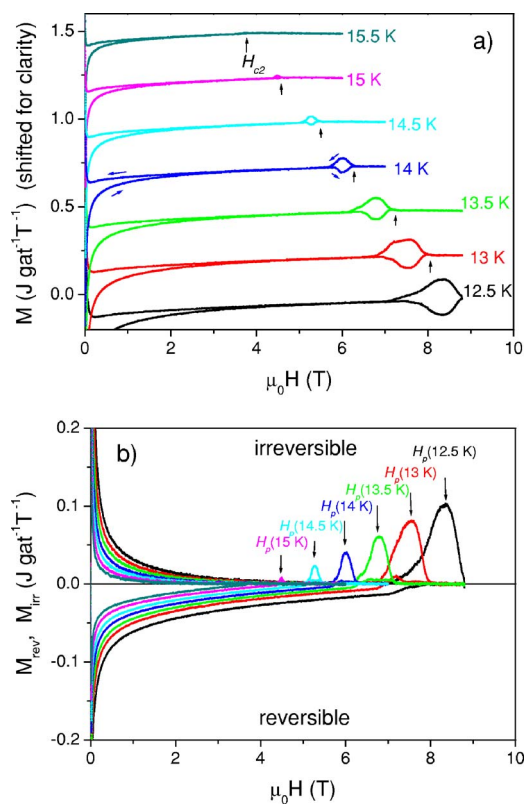 a)
1.5
1.0
0.5
0.0
M (J gat⁻¹T⁻¹) (shifted for clarity)
15.5 K
H_c2
15 K
14.5 K
14 K
13.5 K
13 K
12.5 K
0 2 4 6 8 10
μ₀H (T)
b)
0.2
0.1
0.0
-0.1
-0.2
M_rev, M_irr (J gat⁻¹T⁻¹)
irreversible
H_p(12.5 K)
H_p(13 K)
H_p(13.5 K)
H_p(14 K)
H_p(14.5 K)
H_p(15 K)
reversible
0 2 4 6 8 10
μ₀H (T)